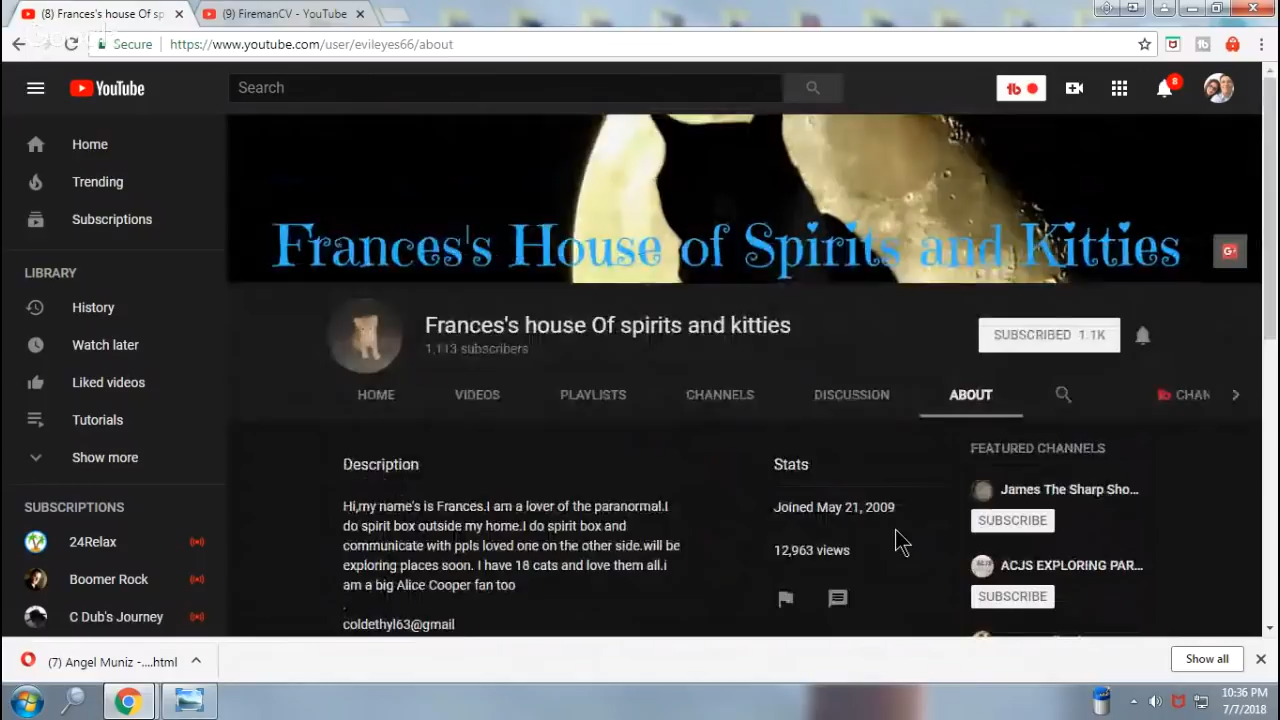 (8) Frances's house Of sp
(9) FiremanCV - YouTube
Secure
https://www.youtube.com/user/evileyes66/about
YouTube
Search
8
Home
Trending
Subscriptions
LIBRARY
History
Watch later
Liked videos
Tutorials
Show more
SUBSCRIPTIONS
24Relax
Boomer Rock
C Dub's Journey
Frances's House of Spirits and Kitties
Frances's house Of spirits and kitties
1,113 subscribers
SUBSCRIBED 1.1K
HOME
VIDEOS
PLAYLISTS
CHANNELS
DISCUSSION
ABOUT
CHAN
Description
Hi,my name's is Frances.I am a lover of the paranormal.I
do spirit box outside my home.I do spirit box and
communicate with ppls loved one on the other side.will be
exploring places soon. I have 18 cats and love them all.i
am a big Alice Cooper fan too
.
coldethyl63@gmail
Stats
Joined May 21, 2009
12,963 views
FEATURED CHANNELS
James The Sharp Sho...
SUBSCRIBE
ACJS EXPLORING PAR...
SUBSCRIBE
(7) Angel Muniz -....html
Show all
10:36 PM
7/7/2018